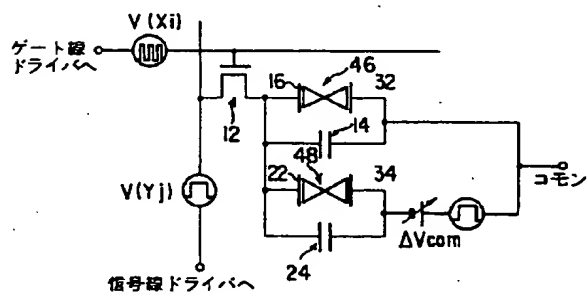 V(Xi)
ゲート線
ドライバへ
16
46
32
12
14
V(Yj)
22
48
34
コモン
ΔVcom
24
信号線ドライバへ